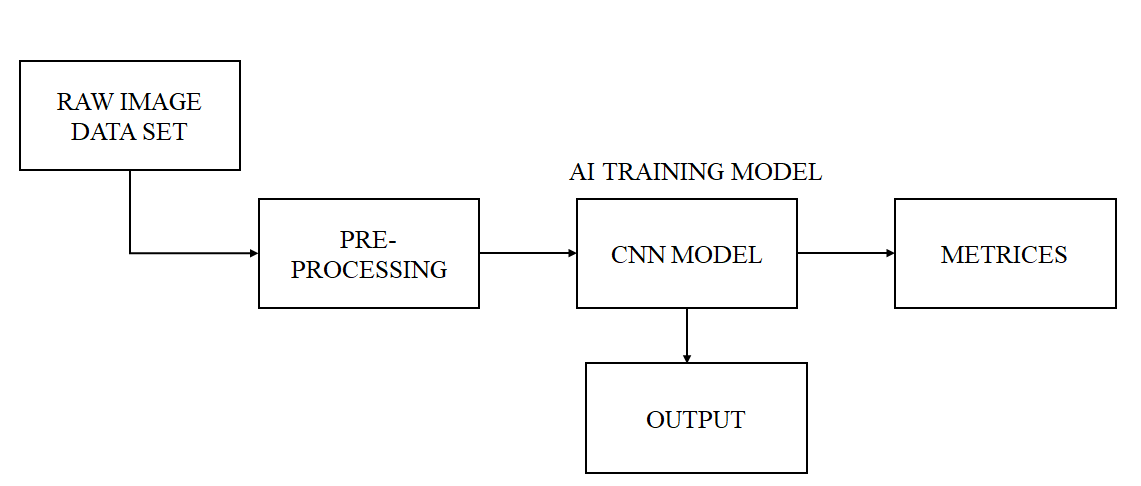 RAW IMAGE
DATA SET
AI TRAINING MODEL
PRE-
PROCESSING
CNN MODEL
METRICES
OUTPUT